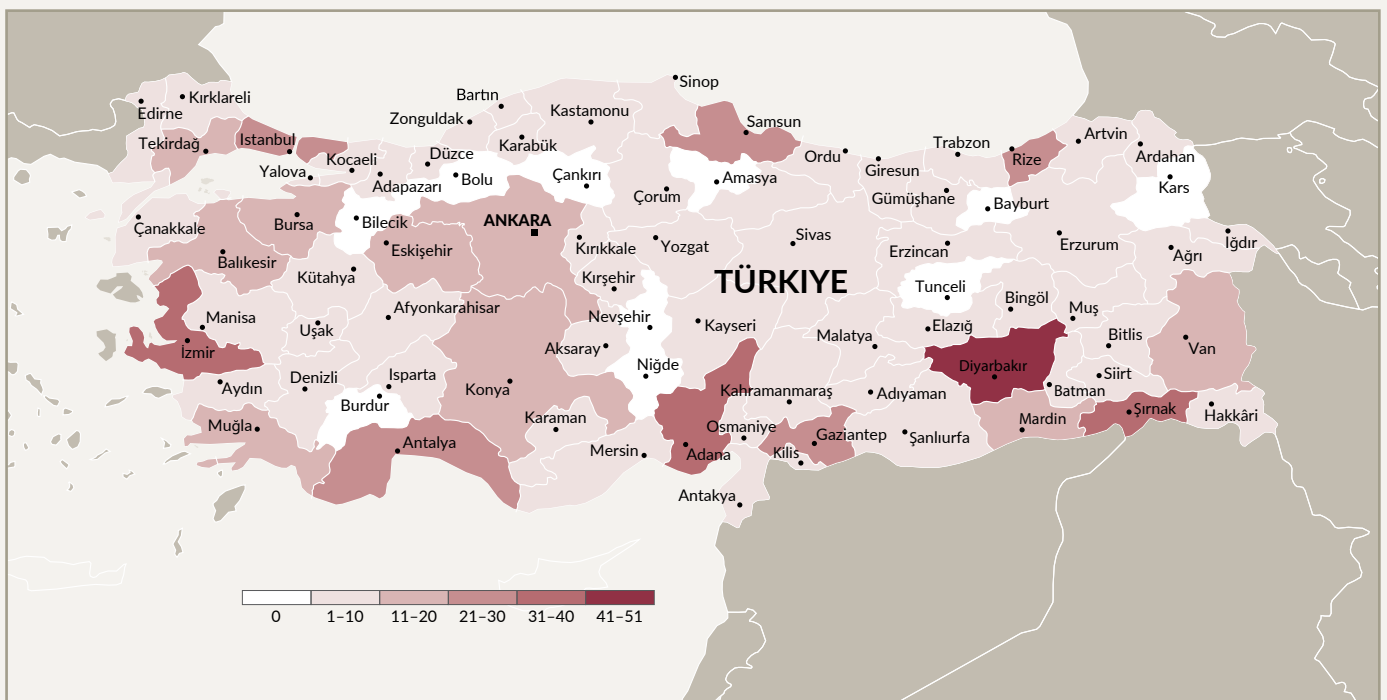 Sinop
Bartın
Kırklareli
Edirne
Kastamonu
Zonguldak
Samsun
Istanbul
Tekirdağ
Karabük
Düzce
Kocaeli
Trabzon
Artvin
Ordu
Rize
Ardahan
Yalova
Adapazarı
Bolu
Çankırı
Amasya
Giresun
Kars
Çorum
Gümüşhane
Bayburt
Çanakkale
Bursa
Bilecik
ANKARA
Eskişehir
Kırıkkale
Yozgat
Sivas
Erzincan
Erzurum
Iğdır
Ağrı
Balıkesir
Kütahya
Kırşehir
TÜRKIYE
Tunceli
Bingöl
Muş
Afyonkarahisar
Manisa
Uşak
Nevşehir
Kayseri
Malatya
Elazığ
Bitlis
Van
İzmir
Aksaray
Niğde
Diyarbakır
Siirt
Aydın
Denizli
Isparta
Konya
Kahramanmaraş
Adıyaman
Batman
Burdur
Karaman
Şırnak
Hakkâri
Muğla
Antalya
Osmaniye
Gaziantep
Şanlıurfa
Mardin
Mersin
Adana
Kilis
Antakya
0
1–10
11–20
21–30
31–40
41–51